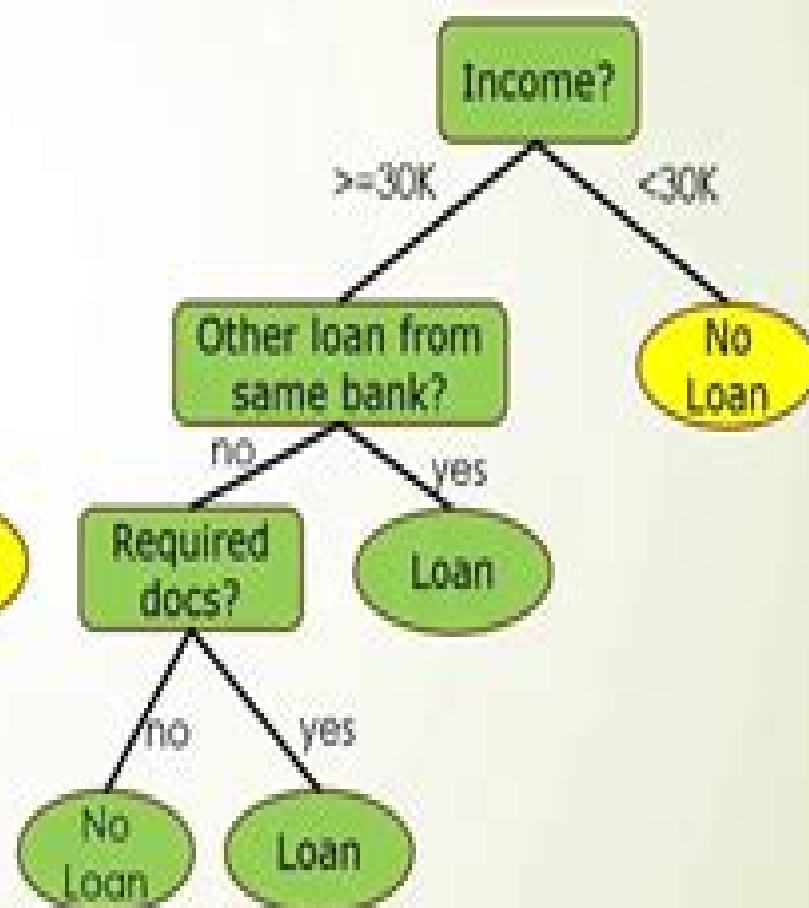 Income?
>=30K
<30K
Other loan from
same bank?
No
Loan
no
yes
Required
docs?
Loan
no
yes
No
Loan
Loan